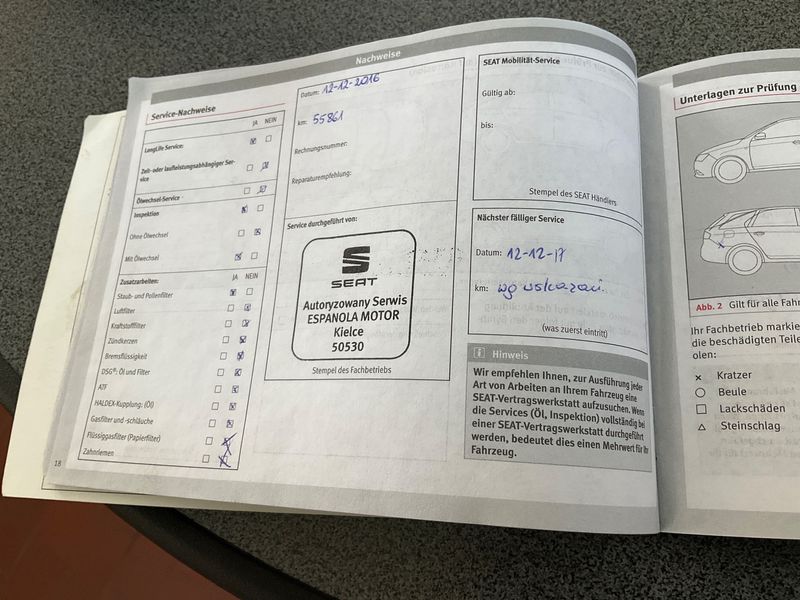 Nachweise
Service-Nachweise
JA NEIN
LongLife Service:
Zeit- oder laufleistungsabhängiger Ser-
vice
Ölwechsel-Service
Inspektion
Ohne Ölwechsel
Mit Ölwechsel
Zusatzarbeiten:
JA NEIN
Staub- und Pollenfilter
Luftfilter
Kraftstofffilter
Zündkerzen
Bremsflüssigkeit
DSG®: Öl und Filter
ATF
HALDEX-Kupplung: (Öl)
Gasfilter und -schläuche
Flüssiggasfilter (Papierfilter)
Zahnriemen
18
Datum: 12-12-2016
km: 55861
Rechnungsnummer:
Reparaturempfehlung:
Service durchgeführt von:
SEAT
Autoryzowany Serwis
ESPANOLA MOTOR
Kielce
50530
Stempel des Fachbetriebs
SEAT Mobilität-Service
Gültig ab:
bis:
Stempel des SEAT Händlers
Nächster fälliger Service
Datum: 12-12-17
km: wg wskazań.
(was zuerst eintritt)
Hinweis
Wir empfehlen Ihnen, zur Ausführung jeder
Art von Arbeiten an Ihrem Fahrzeug eine
SEAT-Vertragswerkstatt aufzusuchen. Wenn
die Services (Öl, Inspektion) vollständig bei
einer SEAT-Vertragswerkstatt durchgeführt
werden, bedeutet dies einen Mehrwert für Ihr
Fahrzeug.
Unterlagen zur Prüfung
Abb. 2 Gilt für alle
Ihr Fachbetrieb
die beschädigten Teile
olen:
× Kratzer
○ Beule
□ Lackschäden
△ Steinschlag